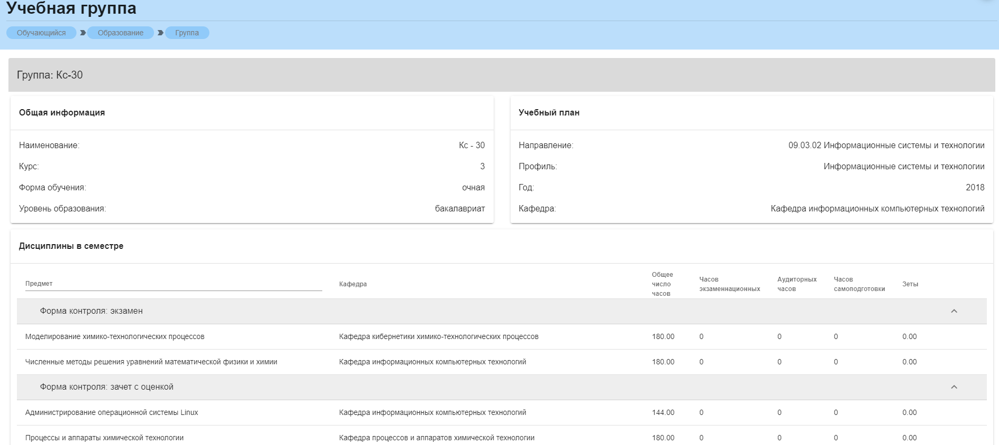 Учебная группа
Обучающийся Образование Группа
Группа: Кс-30
Общая информация
Наименование: Кс - 30
Курс: 3
Форма обучения: очная
Уровень образования: бакалавриат
Учебный план
Направление: 09.03.02 Информационные системы и технологии
Профиль: Информационные системы и технологии
Год: 2018
Кафедра: Кафедра информационных компьютерных технологий
Дисциплины в семестре
Предмет Кафедра Общее число часов Часов экзаменнационных Аудиторных часов Часов самоподготовки Зеты
Форма контроля: экзамен
Моделирование химико-технологических процессов Кафедра кибернетики химико-технологических процессов 180.00 0 0 0 0.00
Численные методы решения уравнений математической физики и химии Кафедра информационных компьютерных технологий 180.00 0 0 0 0.00
Форма контроля: зачет с оценкой
Администрирование операционной системы Linux Кафедра информационных компьютерных технологий 144.00 0 0 0 0.00
Процессы и аппараты химической технологии Кафедра процессов и аппаратов химической технологии 180.00 0 0 0 0.00